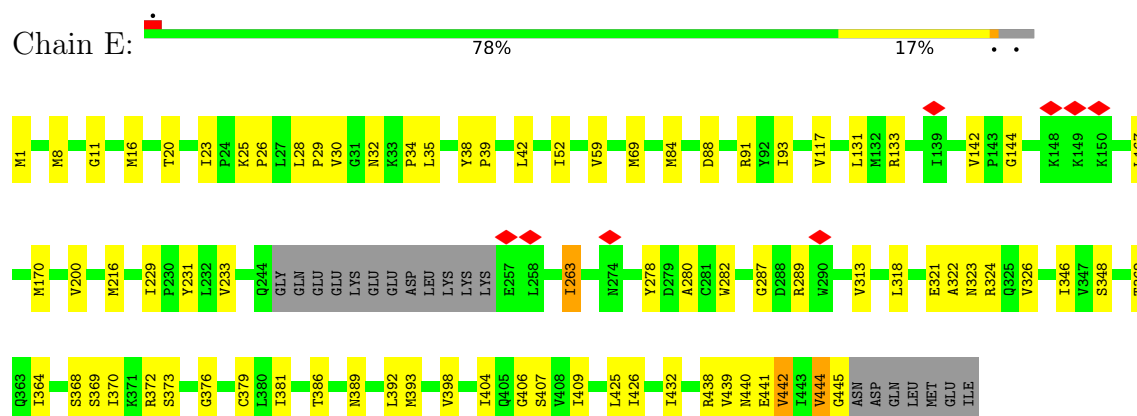 Chain E:
78% 17%
M1 M8 G11 M16 T20 I23 P24 K25 P26 L27 L28 P29 V30 G31 N32 K33 P34 L35 Y38 P39 L42 I52 V59 M69 M84 D88 R91 Y92 I93 V117 L131 M132 R133 I139 V142 P143 G144 K148 K149 K150
M170 V200 M216 I229 P230 Y231 L232 V233 Q244 GLY GLN GLU GLU LYS GLU GLU ASP LEU LYS LYS LYS E257 L258 I263 N274 Y278 D279 A280 C281 W282 G287 D288 R289 W290 V313 L318 E321 A322 N323 R324 Q325 V326 I346 V347 S348
Q363 I364 S368 S369 I370 K371 R372 S373 G376 C379 L380 I381 T386 N389 L392 M393 V398 I404 Q405 G406 S407 V408 I409 L425 I426 I432 R438 V439 N440 E441 V442 I443 V444 G445 ASN ASP GLN LEU MET GLU ILE